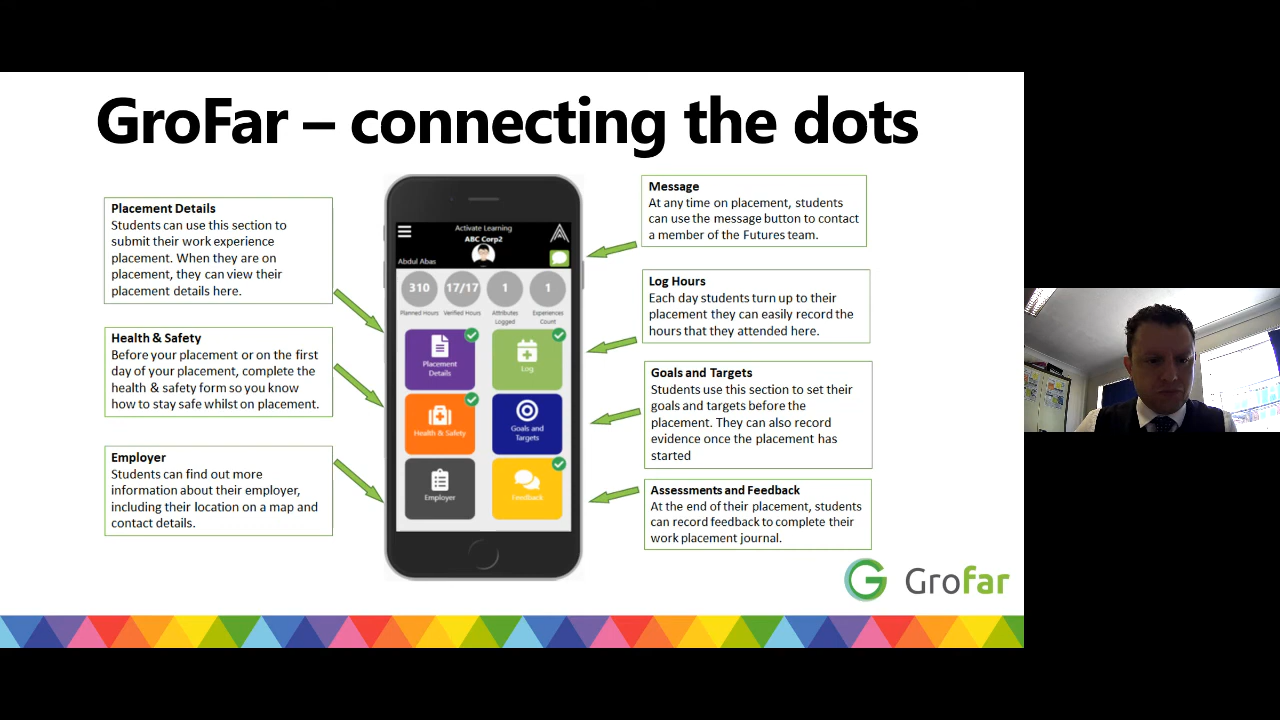 GroFar – connecting the dots
Placement Details
Students can use this section to
submit their work experience
placement. When they are on
placement, they can view their
placement details here.
Health & Safety
Before your placement or on the first
day of your placement, complete the
health & safety form so you know
how to stay safe whilst on placement.
Employer
Students can find out more
information about their employer,
including their location on a map and
contact details.
Activate Learning
ABC Corp2
Abdul Abas
310
17/17
1
1
Planned Hours
Verified Hours
Attributes
Logged
Experiences
Count
Placement
Details
Log
Health & Safety
Goals and
Targets
Employer
Feedback
Message
At any time on placement, students
can use the message button to contact
a member of the Futures team.
Log Hours
Each day students turn up to their
placement they can easily record the
hours that they attended here.
Goals and Targets
Students use this section to set their
goals and targets before the
placement. They can also record
evidence once the placement has
started
Assessments and Feedback
At the end of their placement, students
can record feedback to complete their
work placement journal.
Grofar